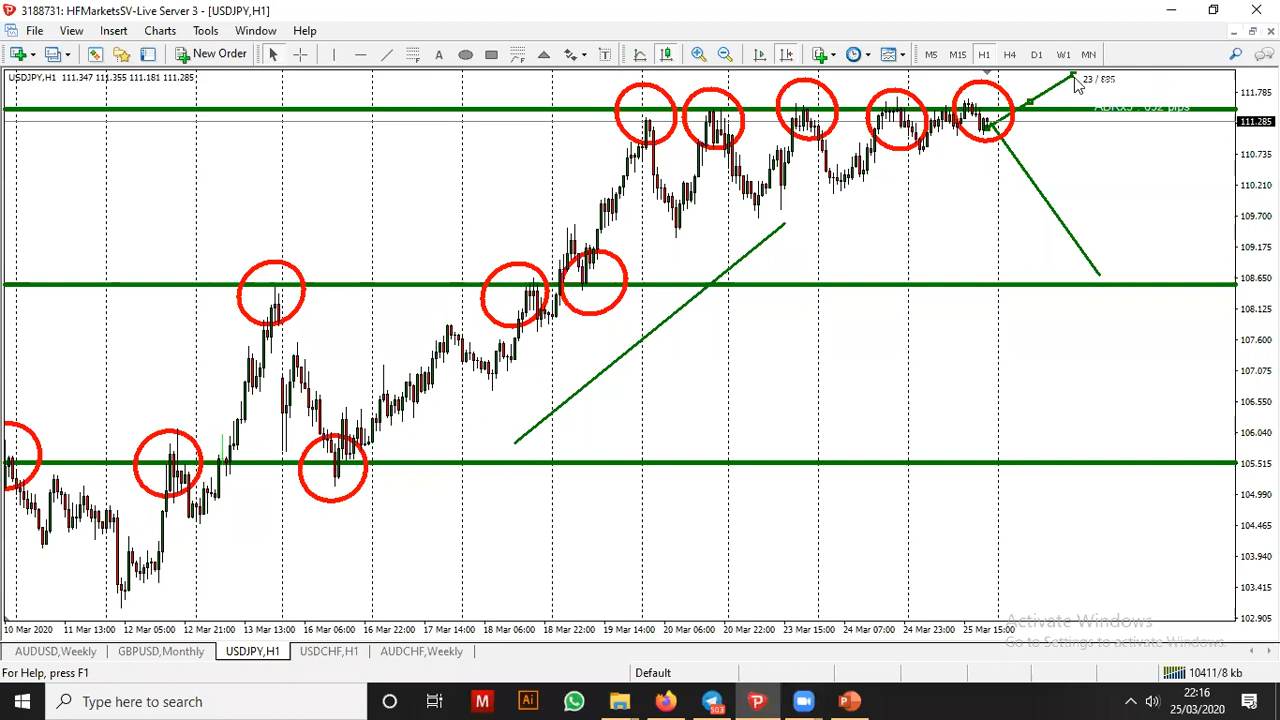 3188731: HFMarketsSV-Live Server 3 - [USDJPY,H1]
File View Insert Charts Tools Window Help
New Order A T M5 M15 H1 H4 D1 W1 MN
USDJPY,H1 111.347 111.355 111.181 111.285
23 / 885
111.785
111.285
110.735
110.210
109.700
109.175
108.650
108.125
107.600
107.075
106.550
106.040
105.515
104.990
104.465
103.940
103.415
102.905
10 Mar 2020 11 Mar 13:00 12 Mar 05:00 12 Mar 21:00 13 Mar 13:00 16 Mar 06:00 16 Mar 22:00 17 Mar 14:00 18 Mar 06:00 18 Mar 22:00 19 Mar 14:00 20 Mar 06:00 20 Mar 22:00 23 Mar 15:00 24 Mar 07:00 24 Mar 23:00 25 Mar 15:00
Activate Windows
Go to Settings to activate Windows.
AUDUSD,Weekly GBPUSD,Monthly USDJPY,H1 USDCHF,H1 AUDCHF,Weekly
For Help, press F1 Default 10411/8 kb
Type here to search
22:16
25/03/2020